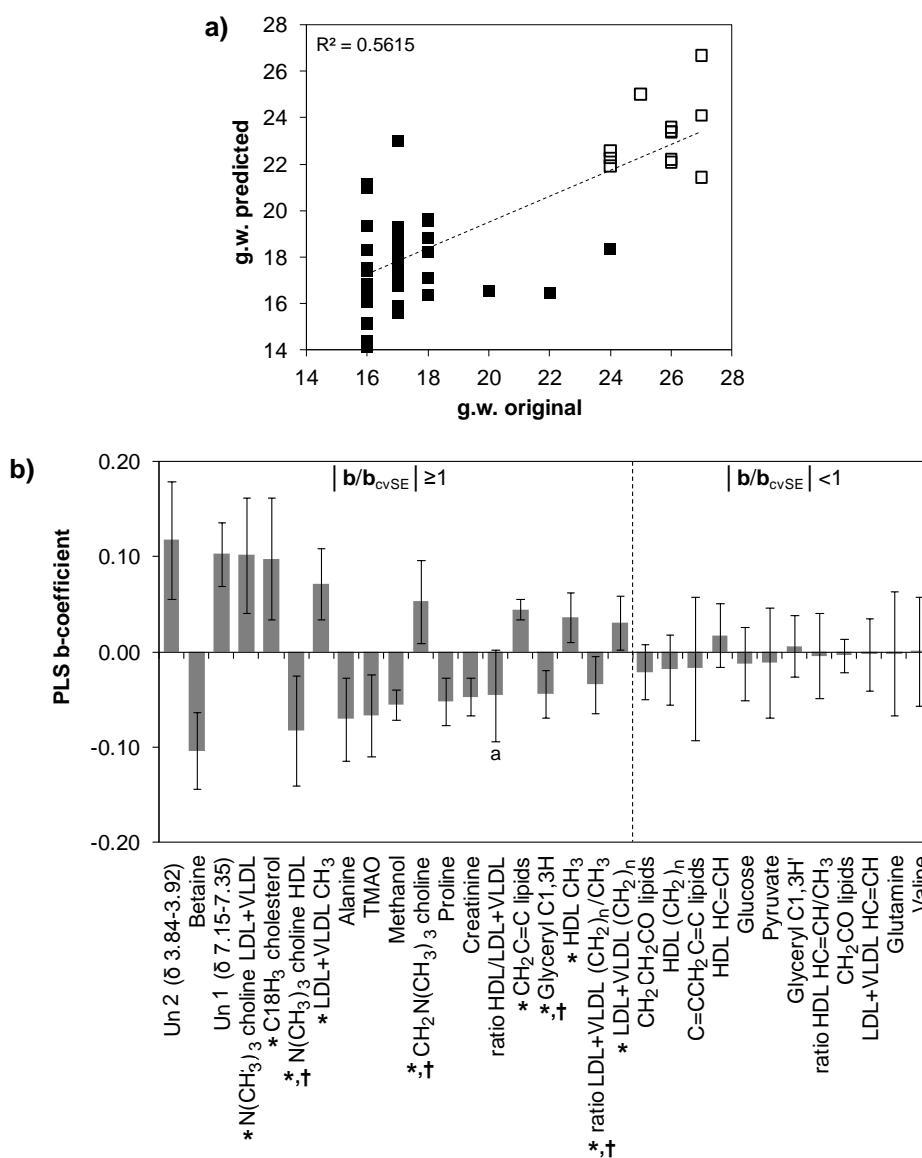 a)
R² = 0.5615
28
26
24
22
20
18
16
14
g.w. predicted
14 16 18 20 22 24 26 28
g.w. original
b)
0.20
0.10
0.00
-0.10
-0.20
PLS b-coefficient
|b/b_cvSE| ≥1
|b/b_cvSE| <1
a
Un 2 (δ 3.84-3.92)
Betaine
Un 1 (δ 7.15-7.35)
* N(CH₃)₃ choline LDL+VLDL
* C18H₃ cholesterol
*,† N(CH₃)₃ choline HDL
* LDL+VLDL CH₃
Alanine
TMAO
Methanol
*,† CH₂N(CH₃)₃ choline
Proline
Creatinine
ratio HDL/LDL+VLDL
* CH₂C=C lipids
*,† Glyceryl C1,3H
* HDL CH₃
*,† ratio LDL+VLDL (CH₂)ₙ/CH₃
* LDL+VLDL (CH₂)ₙ
CH₂CH₂CO lipids
HDL (CH₂)ₙ
C=CCH₂C=C lipids
HDL HC=CH
Glucose
Pyruvate
Glyceryl C1,3H'
ratio HDL HC=CH/CH₃
CH₂CO lipids
LDL+VLDL HC=CH
Glutamine
Valine